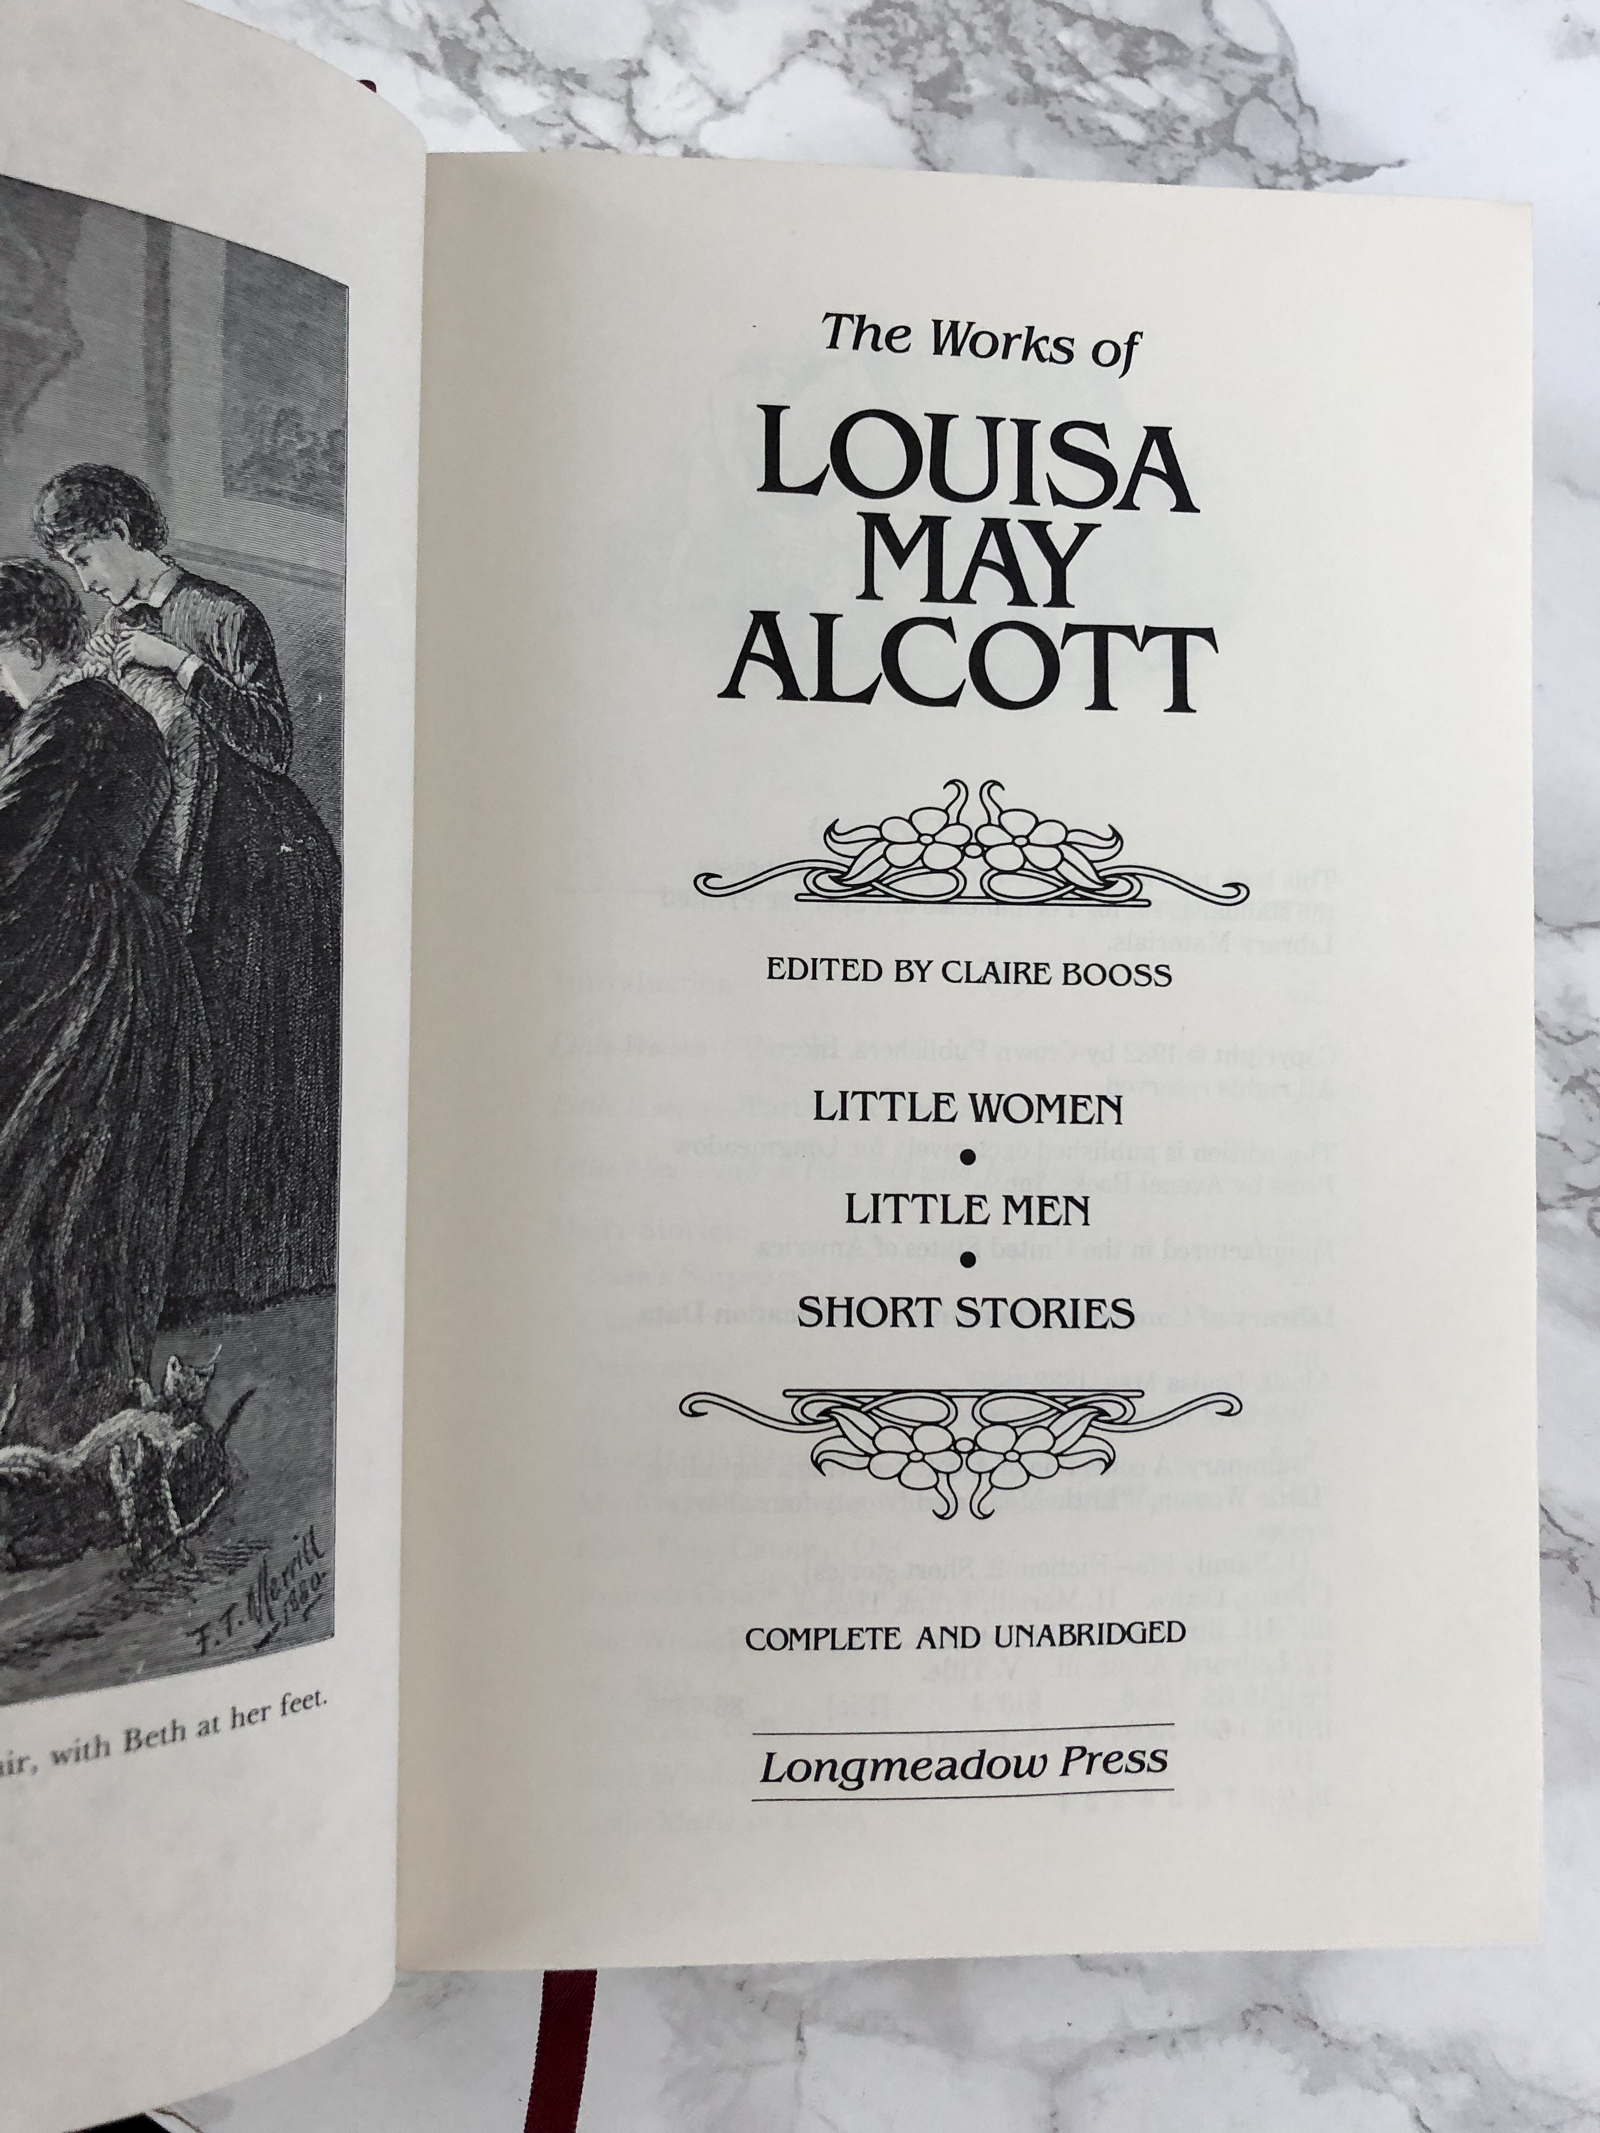 F. T. Merrill
1880.
air, with Beth at her feet.
The Works of
LOUISA
MAY
ALCOTT
EDITED BY CLAIRE BOOSS
LITTLE WOMEN
•
LITTLE MEN
•
SHORT STORIES
COMPLETE AND UNABRIDGED
Longmeadow Press